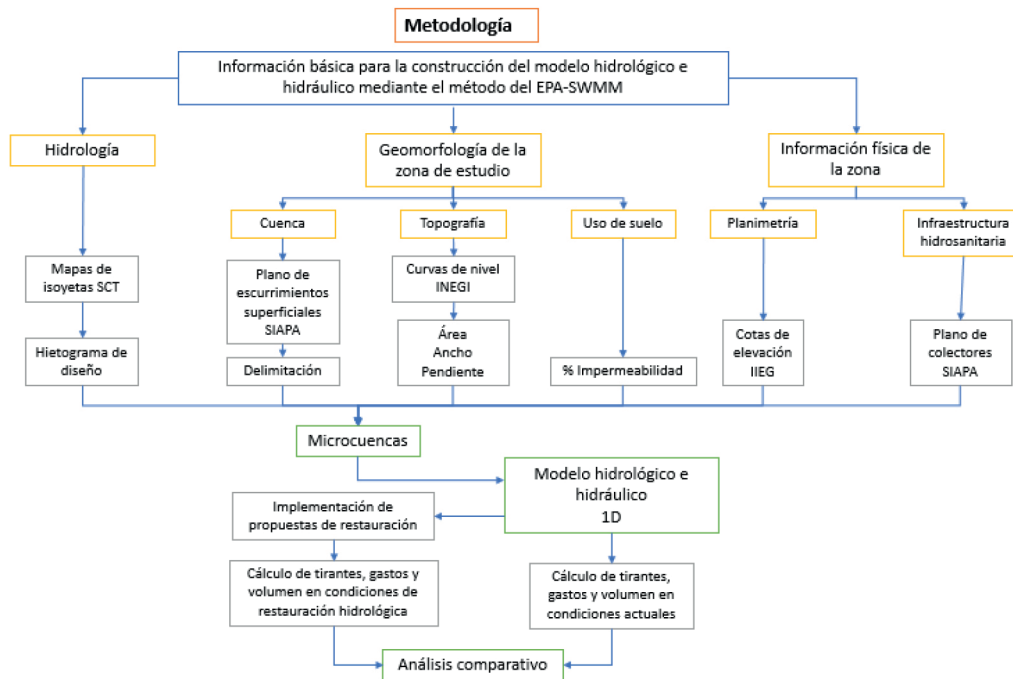 Metodología
Información básica para la construcción del modelo hidrológico e
hidráulico mediante el método del EPA-SWMM
Hidrología
Geomorfología de la
zona de estudio
Información física de
la zona
Cuenca
Topografía
Uso de suelo
Planimetría
Infraestructura
hidrosanitaria
Mapas de
isoyetas SCT
Plano de
escurrimientos
superficiales
SIAPA
Curvas de nivel
INEGI
Hietograma de
diseño
Delimitación
Área
Ancho
Pendiente
% Impermeabilidad
Cotas de
elevación
IIEG
Plano de
colectores
SIAPA
Microcuencas
Modelo hidrológico e
hidráulico
1D
Implementación de
propuestas de restauración
Cálculo de tirantes, gastos y
volumen en condiciones de
restauración hidrológica
Cálculo de tirantes,
gastos y volumen en
condiciones actuales
Análisis comparativo